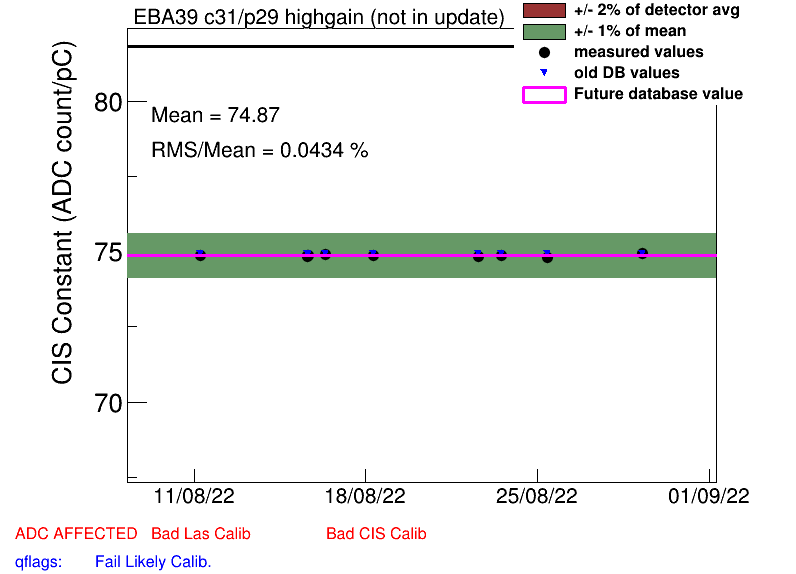 EBA39 c31/p29 highgain (not in update)
+/- 2% of detector avg
+/- 1% of mean
measured values
old DB values
Future database value
CIS Constant (ADC count/pC)
80
75
70
Mean = 74.87
RMS/Mean = 0.0434 %
11/08/22 18/08/22 25/08/22 01/09/22
ADC AFFECTED Bad Las Calib Bad CIS Calib
qflags: Fail Likely Calib.